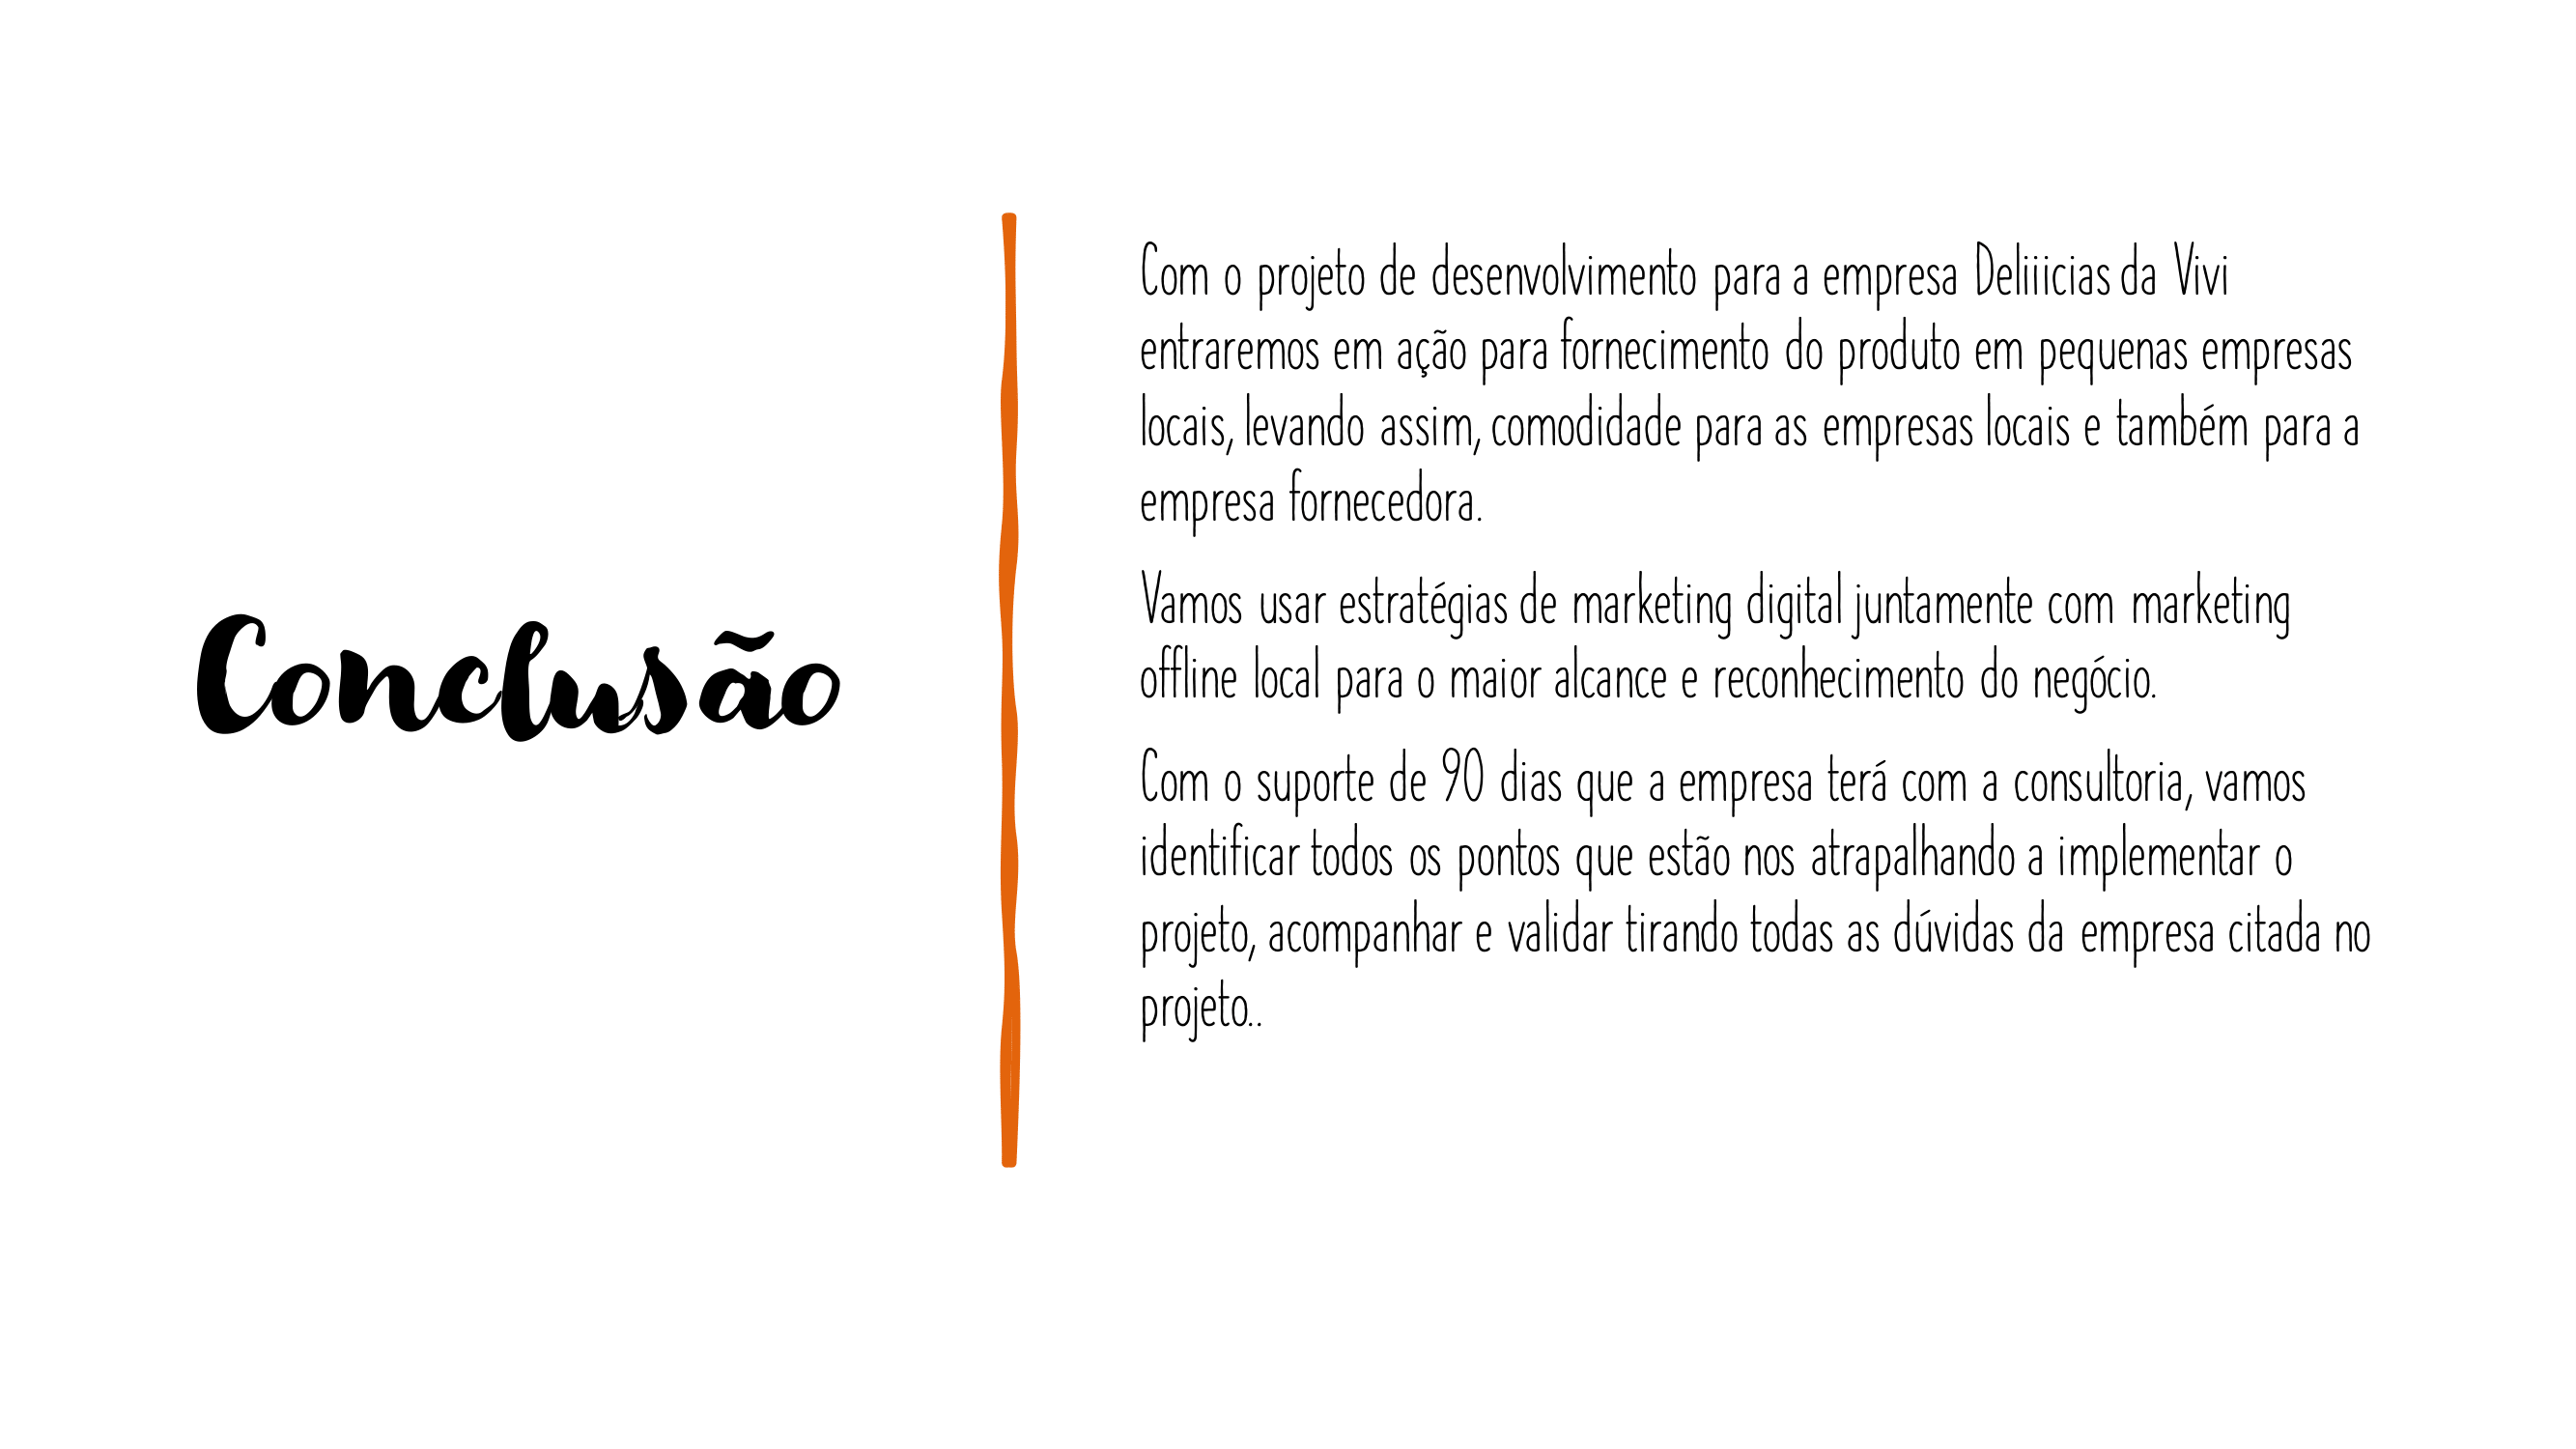 Conclusão
Com o projeto de desenvolvimento para a empresa Deliiicias da Vivi
entraremos em ação para fornecimento do produto em pequenas empresas
locais, levando assim, comodidade para as empresas locais e também para a
empresa fornecedora.
Vamos usar estratégias de marketing digital juntamente com marketing
offline local para o maior alcance e reconhecimento do negócio.
Com o suporte de 90 dias que a empresa terá com a consultoria, vamos
identificar todos os pontos que estão nos atrapalhando a implementar o
projeto, acompanhar e validar tirando todas as dúvidas da empresa citada no
projeto..